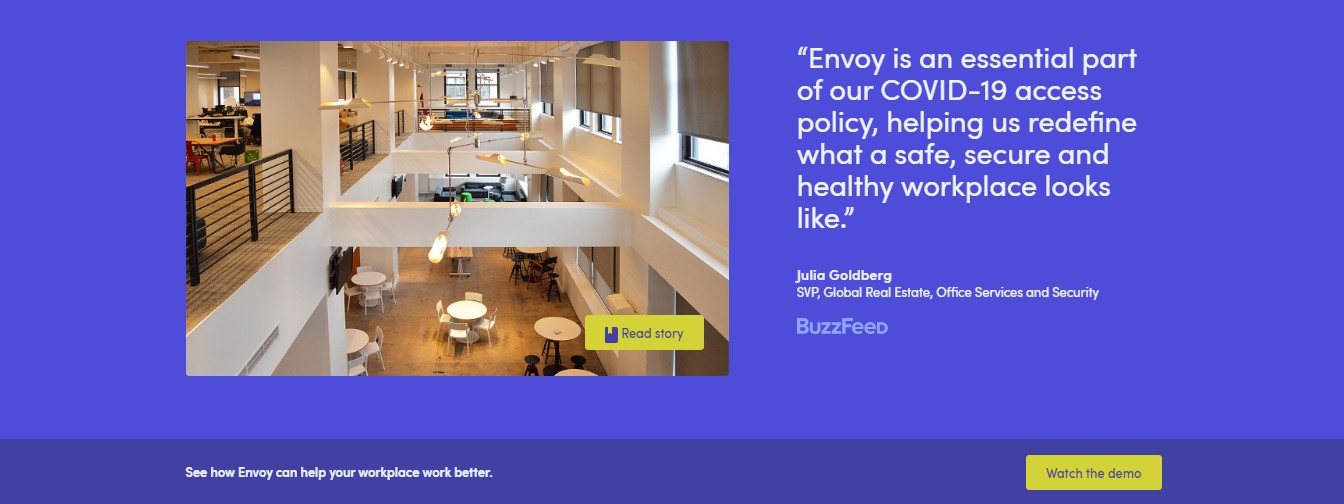 “Envoy is an essential part
of our COVID-19 access
policy, helping us redefine
what a safe, secure and
healthy workplace looks
like.”
Julia Goldberg
SVP, Global Real Estate, Office Services and Security
BuzzFeed
Read story
See how Envoy can help your workplace work better.
Watch the demo